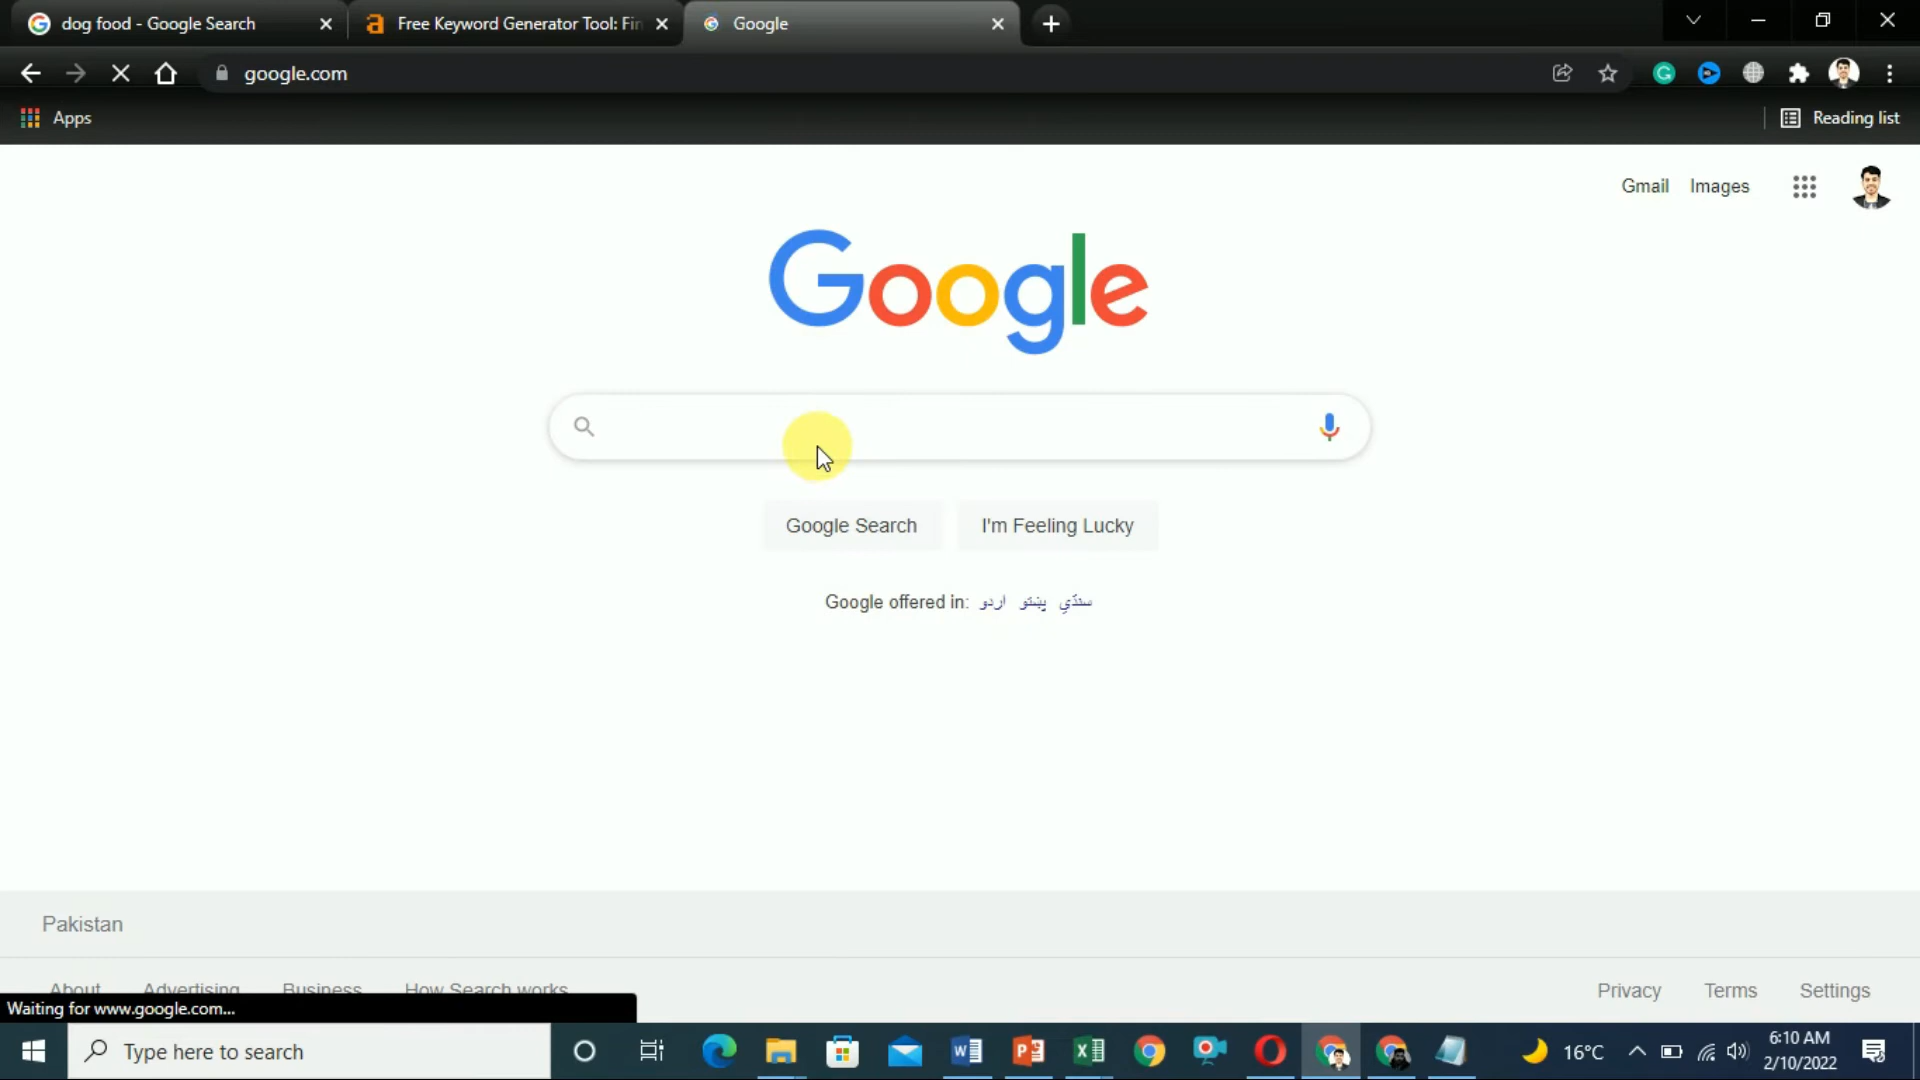 dog food - Google Search
Free Keyword Generator Tool: Fin
Google
google.com
Apps
Reading list
Gmail Images
Google
Google Search
I'm Feeling Lucky
Google offered in: اردو پښتو سنڌي
Pakistan
About Advertising Business How Search works
Privacy Terms Settings
Waiting for www.google.com...
Type here to search
16°C
6:10 AM
2/10/2022